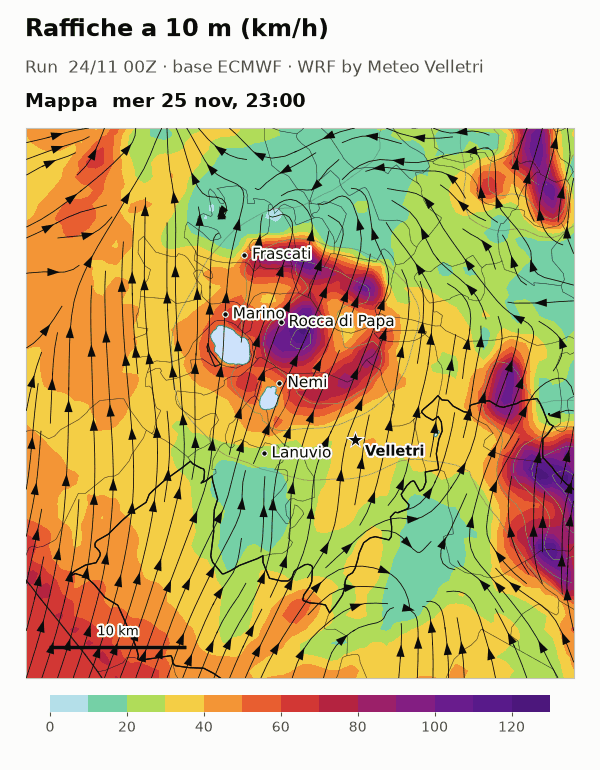 Raffiche a 10 m (km/h)
Run  24/11 00Z · base ECMWF · WRF by Meteo Velletri
Mappa  mer 25 nov, 23:00
Frascati
Marino
Rocca di Papa
Nemi
Velletri
Lanuvio
10 km
0 20 40 60 80 100 120